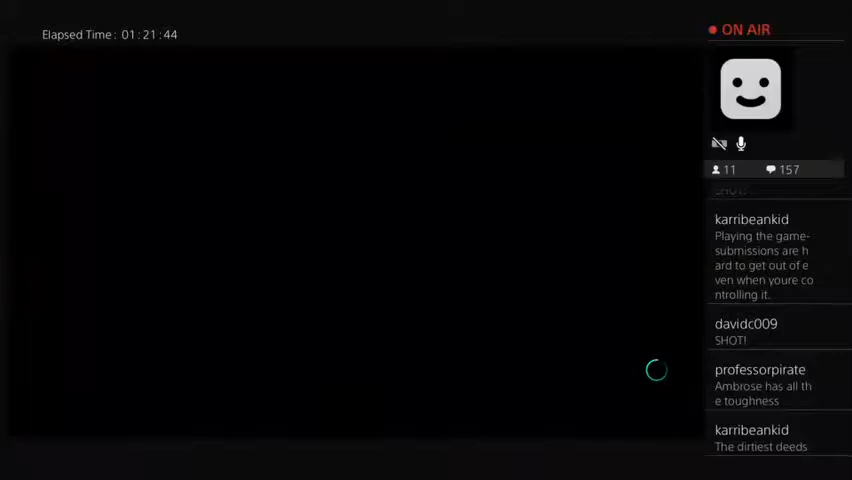 Elapsed Time: 01:21:44
ON AIR
11 157
SHOT!
karribeankid
Playing the game-
submissions are h
ard to get out of e
ven when youre co
ntrolling it.
davidc009
SHOT!
professorpirate
Ambrose has all th
e toughness
karribeankid
The dirtiest deeds